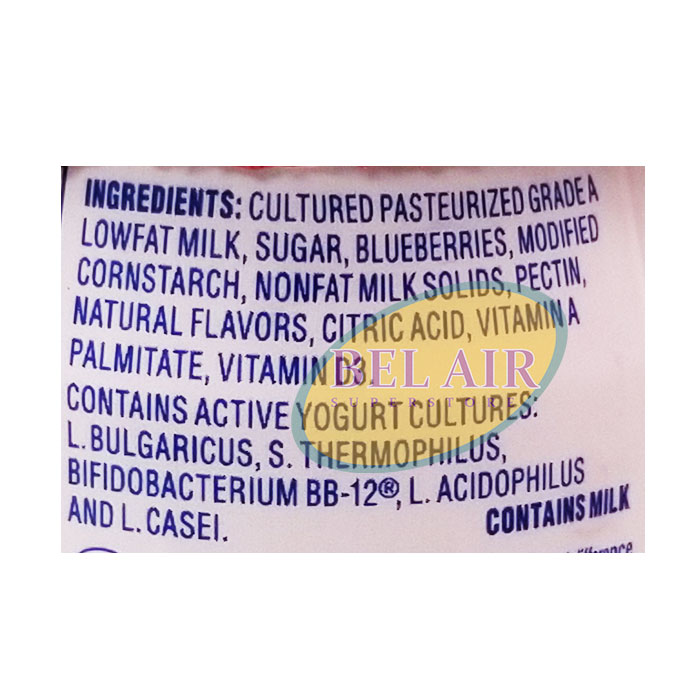 INGREDIENTS: CULTURED PASTEURIZED GRADE A
LOWFAT MILK, SUGAR, BLUEBERRIES, MODIFIED
CORNSTARCH, NONFAT MILK SOLIDS, PECTIN,
NATURAL FLAVORS, CITRIC ACID, VITAMIN A
PALMITATE, VITAMIN D3.
BEL AIR
SUPERSTORE
CONTAINS ACTIVE YOGURT CULTURES:
L. BULGARICUS, S. THERMOPHILUS,
BIFIDOBACTERIUM BB-12®, L. ACIDOPHILUS
AND L. CASEI.
CONTAINS MILK